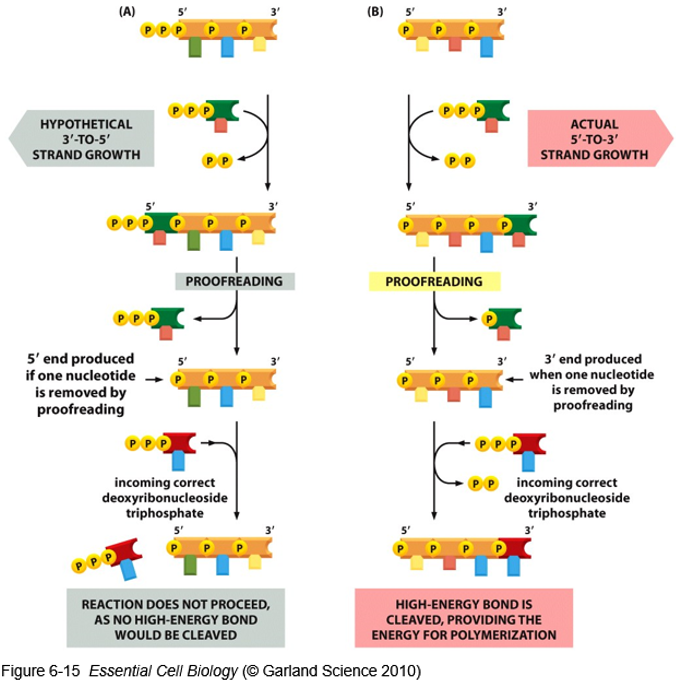 (A)
5′ 3′
P P P P P
HYPOTHETICAL
3′-TO-5′
STRAND GROWTH
P P P
P P
5′ 3′
P P P P P P
PROOFREADING
P P P
5′ end produced
if one nucleotide
is removed by
proofreading
5′ 3′
P P P
P P P
incoming correct
deoxyribonucleoside
triphosphate
P P P
5′ 3′
P P P
REACTION DOES NOT PROCEED,
AS NO HIGH-ENERGY BOND
WOULD BE CLEAVED
(B)
5′ 3′
P P P
P P P
P P
ACTUAL
5′-TO-3′
STRAND GROWTH
5′ 3′
P P P P
PROOFREADING
P
5′ 3′
P P P
3′ end produced
when one nucleotide
is removed by
proofreading
P P P
P P
incoming correct
deoxyribonucleoside
triphosphate
5′ 3′
P P P P
HIGH-ENERGY BOND IS
CLEAVED, PROVIDING THE
ENERGY FOR POLYMERIZATION
Figure 6-15 Essential Cell Biology (© Garland Science 2010)